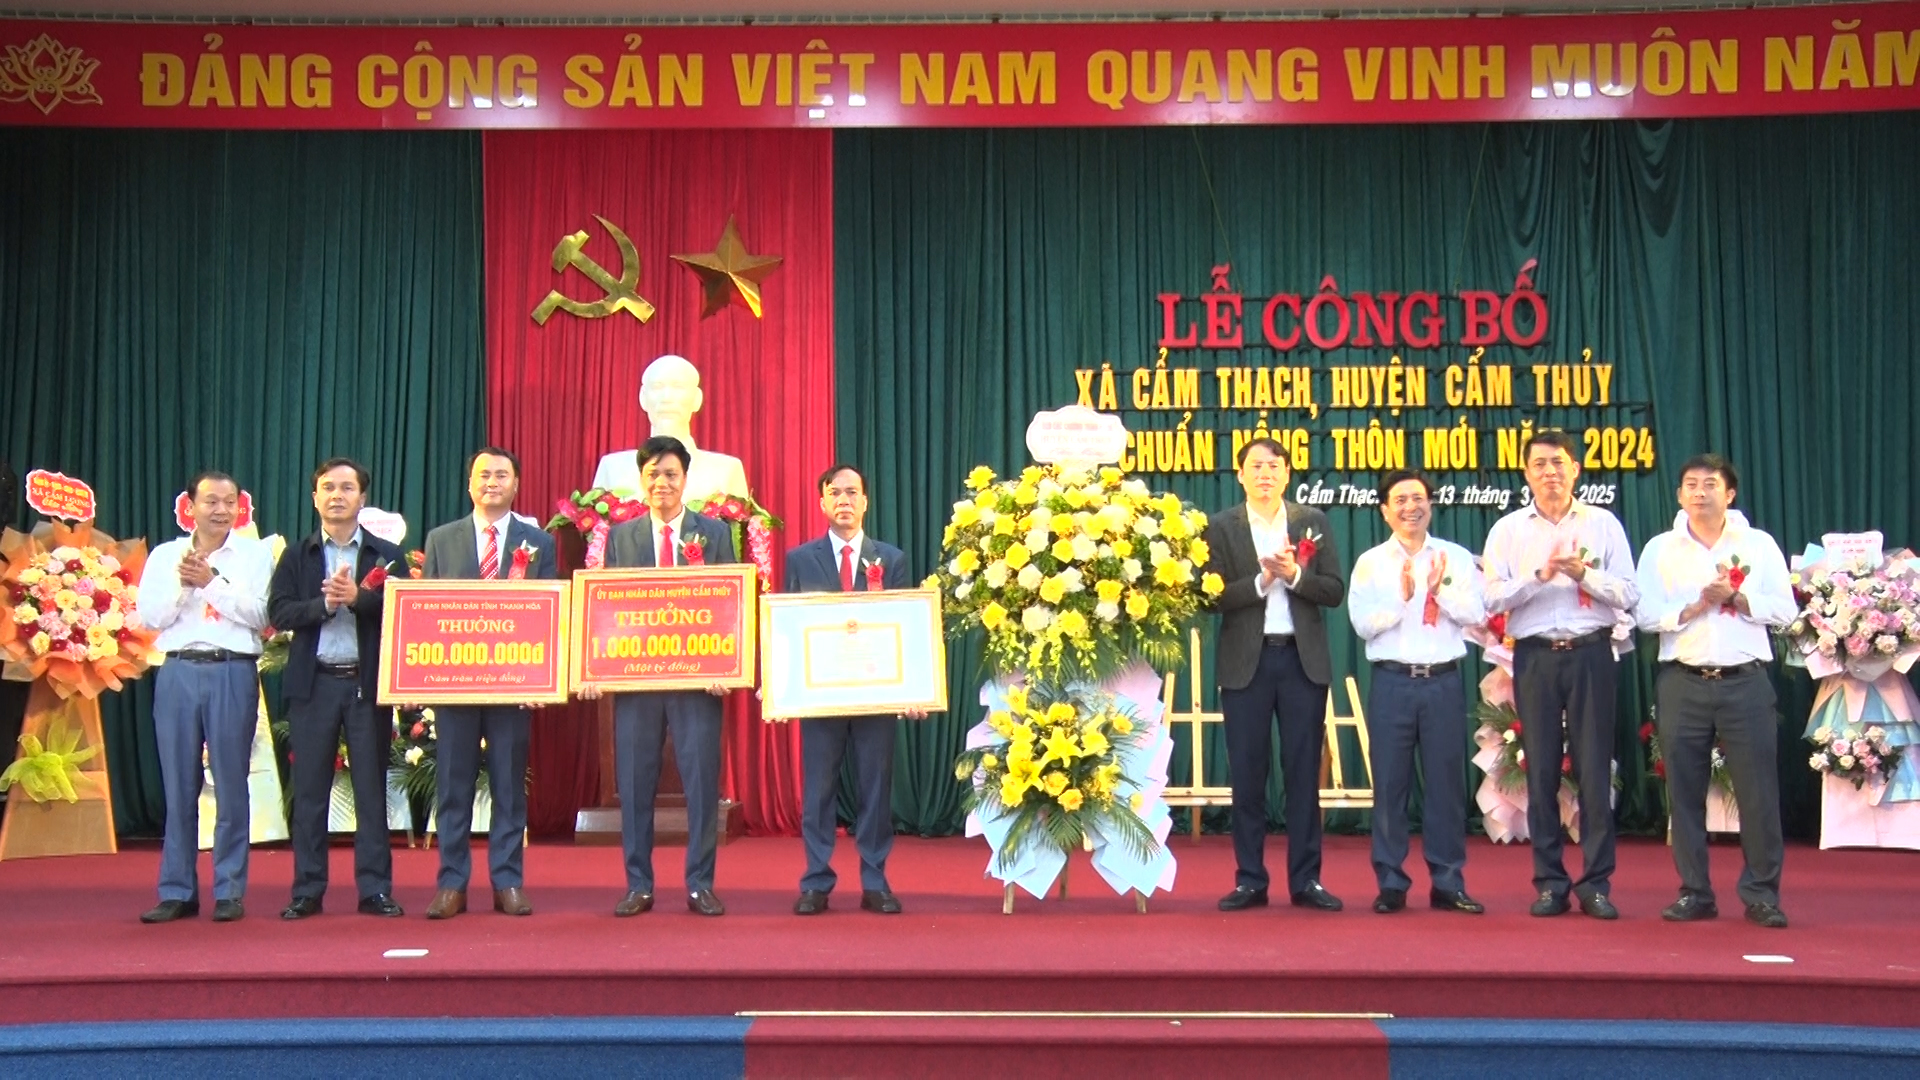 ĐẢNG CỘNG SẢN VIỆT NAM QUANG VINH MUÔN NĂM
LỄ CÔNG BỐ
XÃ CẨM THẠCH, HUYỆN CẨM THỦY
CHUẨN NÔNG THÔN MỚI NĂM 2024
Cẩm Thạch 13 tháng 3 2025
XÃ CẨM LƯƠNG
ỦY BAN NHÂN DÂN TỈNH THANH HÓA
THƯỞNG
500.000.000đ
(Năm trăm triệu đồng)
ỦY BAN NHÂN DÂN HUYỆN CẨM THỦY
THƯỞNG
1.000.000.000đ
(Một tỷ đồng)